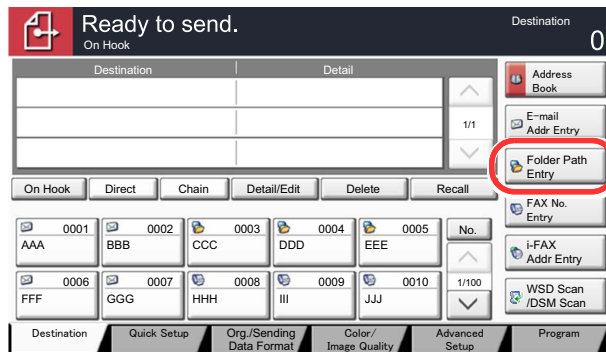 Ready to send.
Destination
On Hook
0
Destination
Detail
1/1
Address
Book
E-mail
Addr Entry
Folder Path
Entry
FAX No.
Entry
i-FAX
Addr Entry
WSD Scan
/DSM Scan
On Hook
Direct
Chain
Detail/Edit
Delete
Recall
0001
AAA
0002
BBB
0003
CCC
0004
DDD
0005
EEE
No.
0006
FFF
0007
GGG
0008
HHH
0009
III
0010
JJJ
1/100
Destination
Quick Setup
Org./Sending
Data Format
Color/
Image Quality
Advanced
Setup
Program